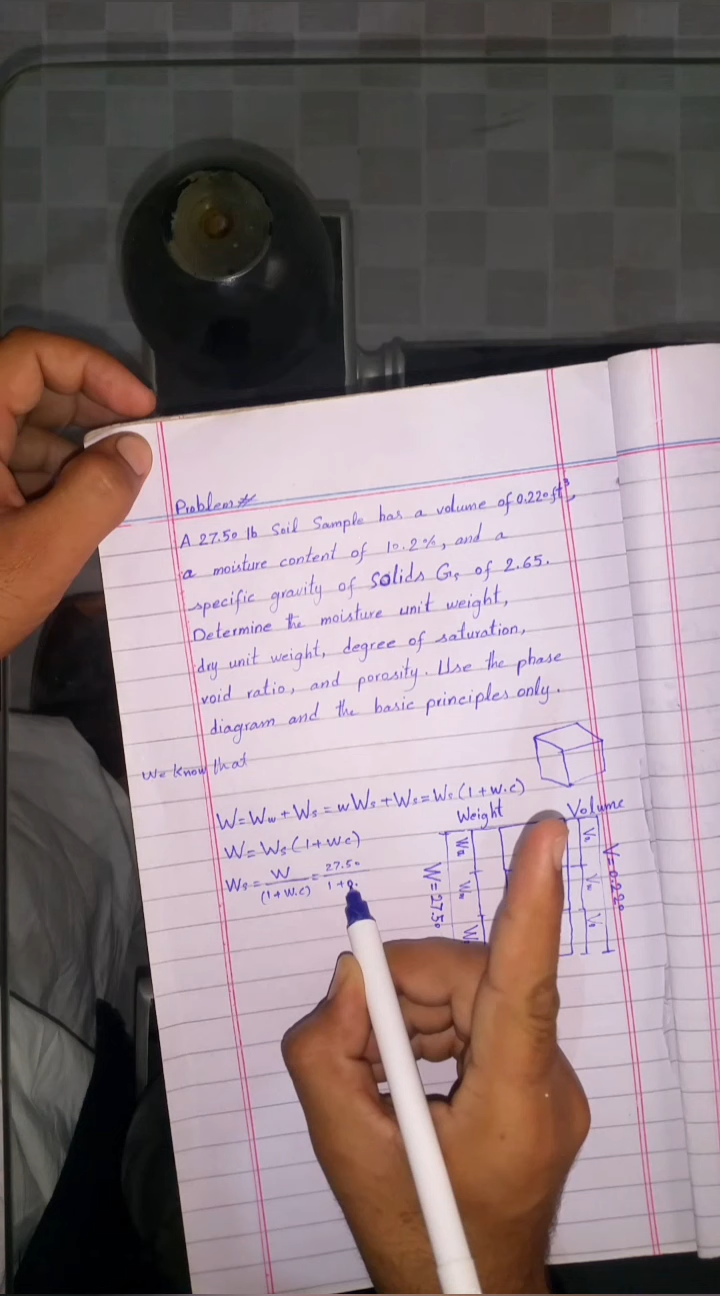 Problem #
A 27.50 lb Soil Sample has a volume of 0.220 ft³,
a moisture content of 10.2%, and a
specific gravity of Solids Gs of 2.65.
Determine the moisture unit weight,
dry unit weight, degree of saturation,
void ratio, and porosity. Use the phase
diagram and the basic principles only.
We know that
W = Ww + Ws = wWs + Ws = Ws (1 + w.c)
W = Ws (1 + wc)
Ws = W / (1 + w.c) = 27.50 / 1 + 0.
Weight
Volume
W = 27.50
V = 0.220